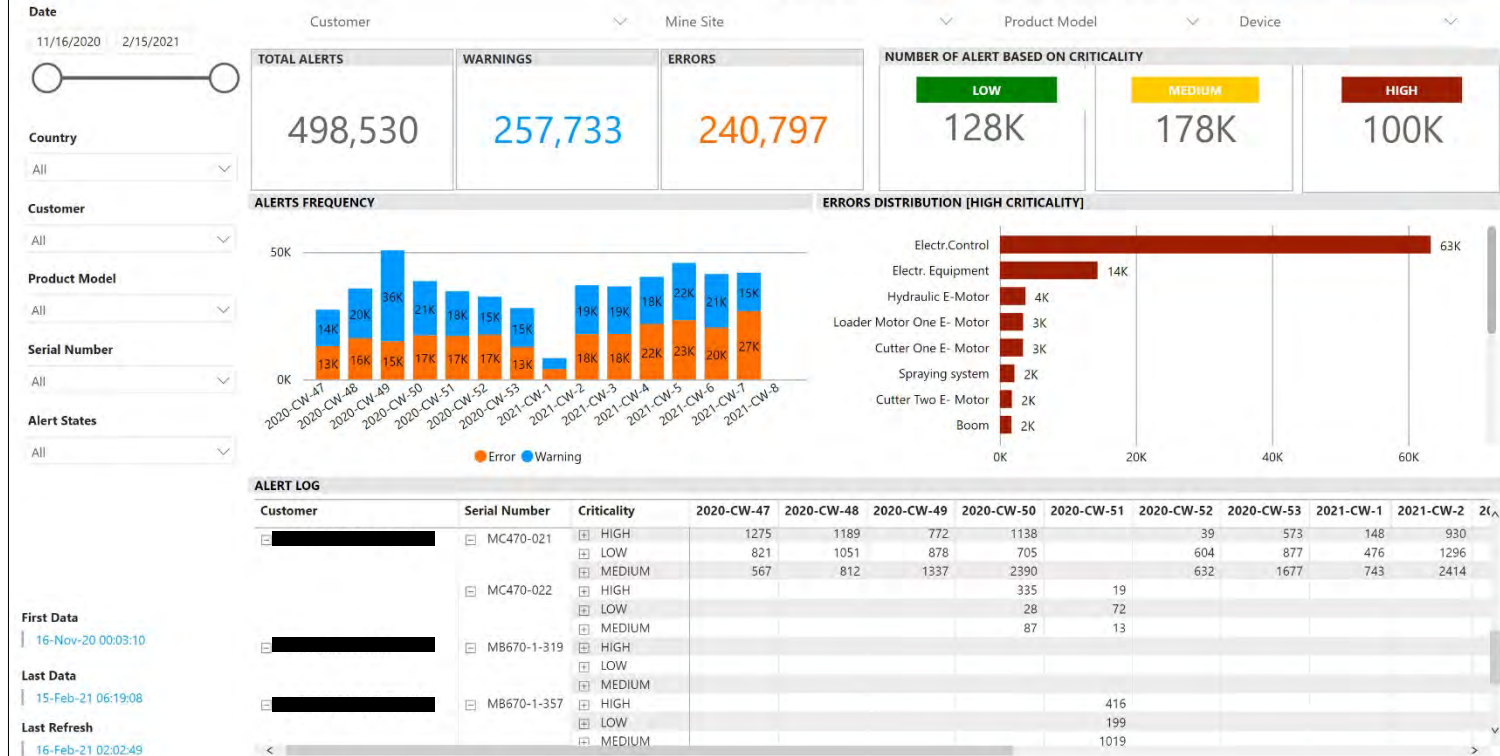 Date
11/16/2020 2/15/2021
Country
All
Customer
All
Product Model
All
Serial Number
All
Alert States
All
First Data
16-Nov-20 00:03:10
Last Data
15-Feb-21 06:19:08
Last Refresh
16-Feb-21 02:02:49
Customer Mine Site Product Model Device
TOTAL ALERTS WARNINGS ERRORS
498,530 257,733 240,797
NUMBER OF ALERT BASED ON CRITICALITY
LOW MEDIUM HIGH
128K 178K 100K
ALERTS FREQUENCY
50K
0K
14K 20K 36K 21K 18K 15K 15K 19K 19K 18K 22K 21K 15K
13K 16K 15K 17K 17K 17K 13K 18K 18K 22K 23K 20K 27K
2020-CW-47 2020-CW-48 2020-CW-49 2020-CW-50 2020-CW-51 2020-CW-52 2020-CW-53 2021-CW-1 2021-CW-2 2021-CW-3 2021-CW-4 2021-CW-5 2021-CW-6 2021-CW-7 2021-CW-8
Error Warning
ERRORS DISTRIBUTION [HIGH CRITICALITY]
Electr.Control 63K
Electr. Equipment 14K
Hydraulic E-Motor 4K
Loader Motor One E- Motor 3K
Cutter One E- Motor 3K
Spraying system 2K
Cutter Two E- Motor 2K
Boom 2K
0K 20K 40K 60K
ALERT LOG
Customer Serial Number Criticality 2020-CW-47 2020-CW-48 2020-CW-49 2020-CW-50 2020-CW-51 2020-CW-52 2020-CW-53 2021-CW-1 2021-CW-2
MC470-021 HIGH 1275 1189 772 1138 39 573 148 930
LOW 821 1051 878 705 604 877 476 1296
MEDIUM 567 812 1337 2390 632 1677 743 2414
MC470-022 HIGH 335 19
LOW 28 72
MEDIUM 87 13
MB670-1-319 HIGH
LOW
MEDIUM
MB670-1-357 HIGH 416
LOW 199
MEDIUM 1019